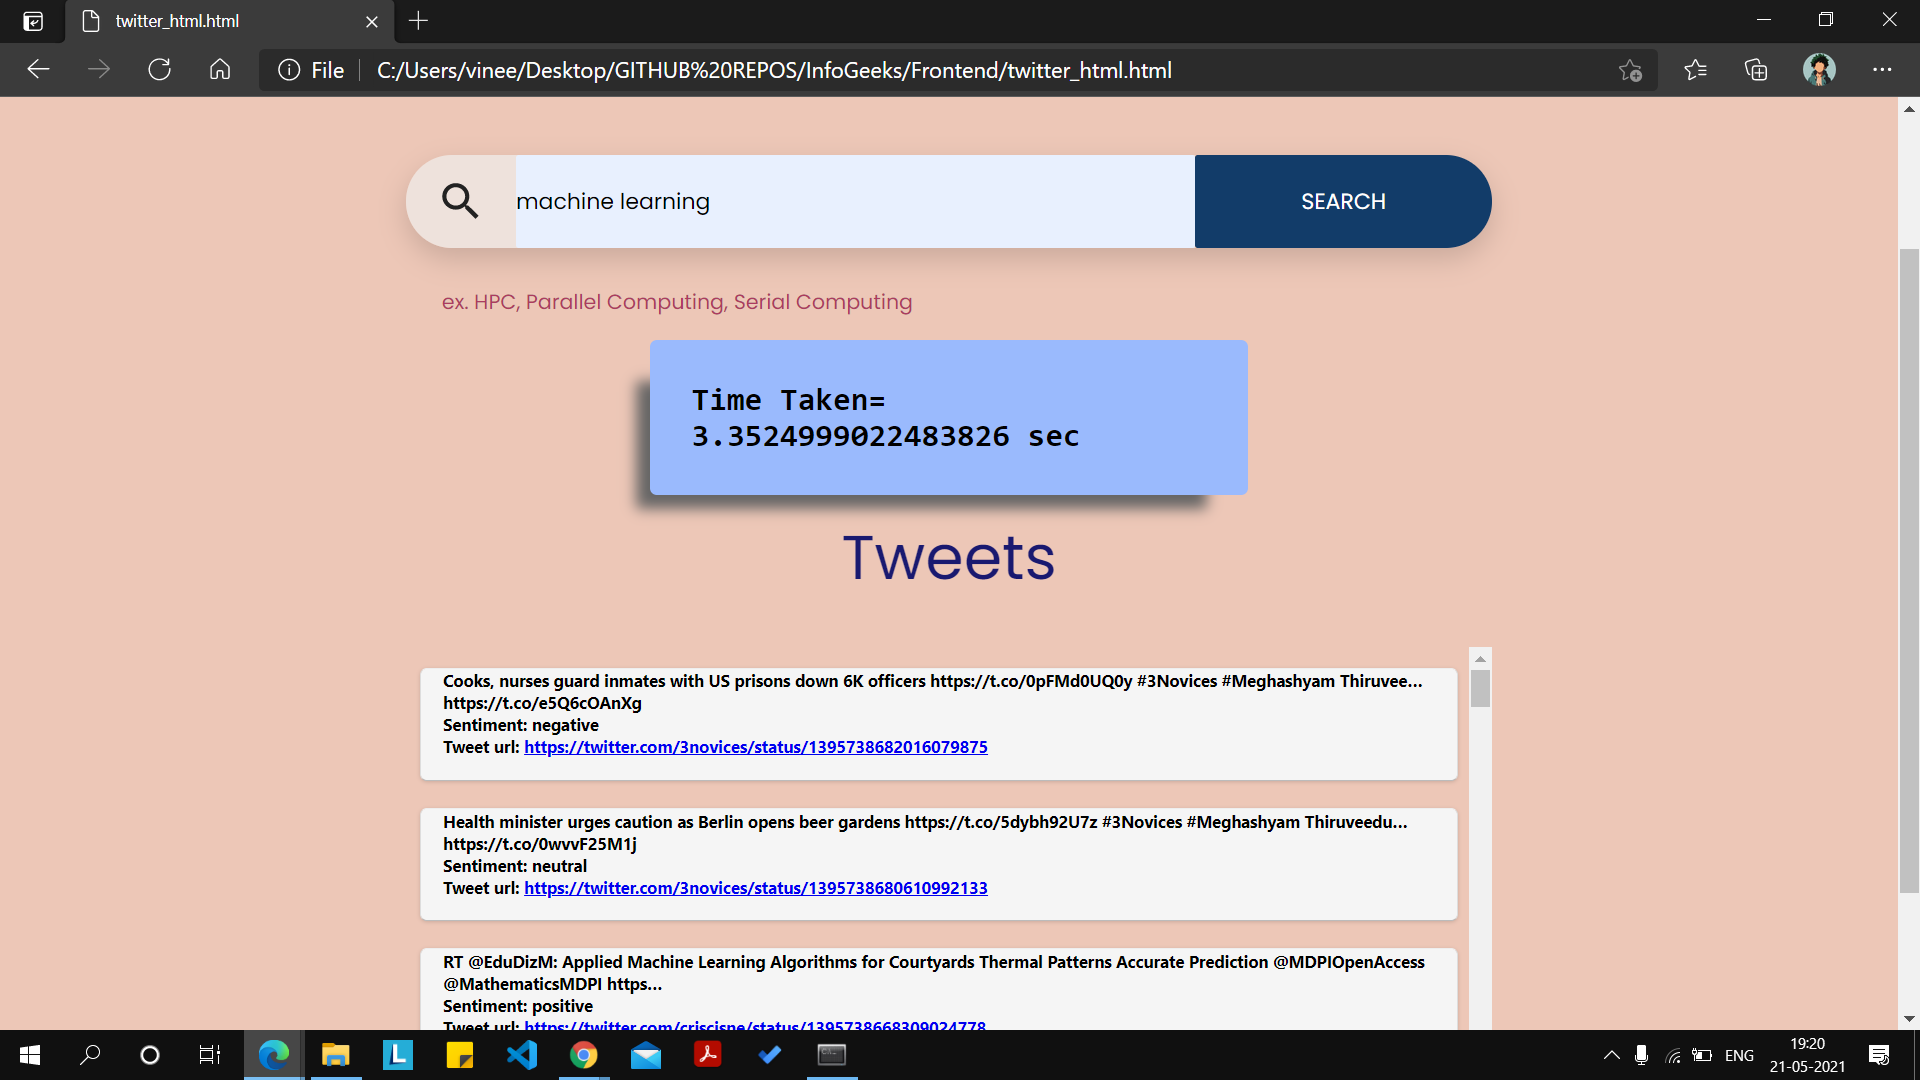 twitter_html.html
File
C:/Users/vinee/Desktop/GITHUB%20REPOS/InfoGeeks/Frontend/twitter_html.html
machine learning
SEARCH
ex. HPC, Parallel Computing, Serial Computing
Time Taken=
3.3524999022483826 sec
Tweets
Cooks, nurses guard inmates with US prisons down 6K officers https://t.co/0pFMd0UQ0y #3Novices #Meghashyam Thiruvee…
https://t.co/e5Q6cOAnXg
Sentiment: negative
Tweet url: https://twitter.com/3novices/status/1395738682016079875
Health minister urges caution as Berlin opens beer gardens https://t.co/5dybh92U7z #3Novices #Meghashyam Thiruveedu…
https://t.co/0wvvF25M1j
Sentiment: neutral
Tweet url: https://twitter.com/3novices/status/1395738680610992133
RT @EduDizM: Applied Machine Learning Algorithms for Courtyards Thermal Patterns Accurate Prediction @MDPIOpenAccess
@MathematicsMDPI https…
Sentiment: positive
Tweet url: https://twitter.com/criscisne/status/1395738668309024778
L
ENG
19:20
21-05-2021